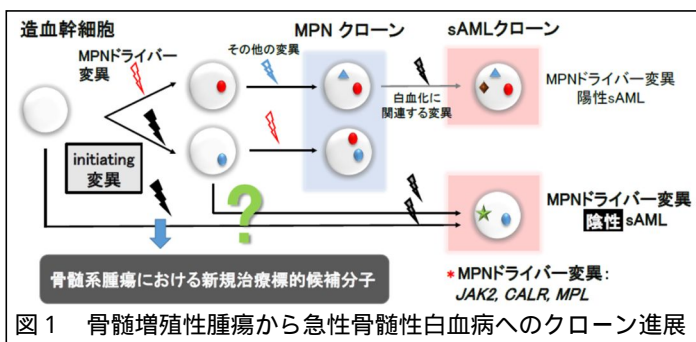 造血幹細胞
MPNドライバー
変異
その他の変異
MPN クローン
sAMLクローン
白血化に
関連する変異
MPNドライバー変異
陽性sAML
initiating
変異
?
MPNドライバー変異
陰性 sAML
骨髄系腫瘍における新規治療標的候補分子
*MPNドライバー変異:
JAK2, CALR, MPL
図1 骨髄増殖性腫瘍から急性骨髄性白血病へのクローン進展